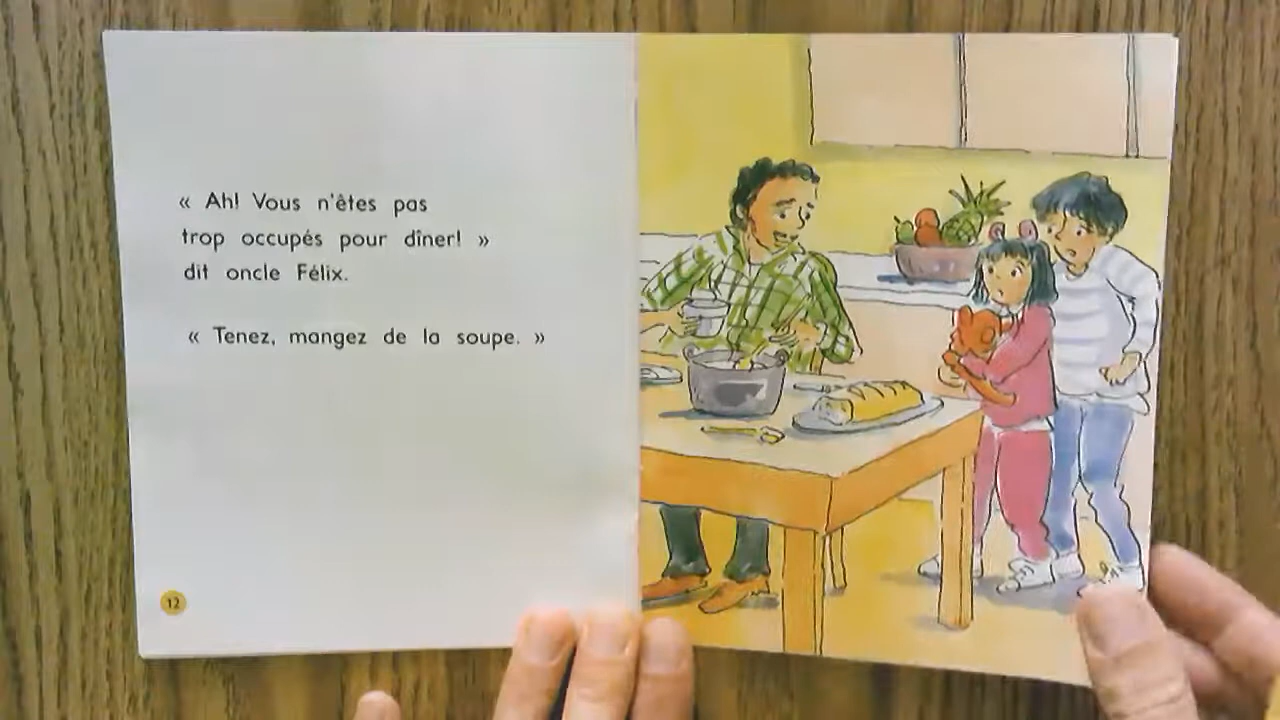 « Ah! Vous n'êtes pas
trop occupés pour dîner! »
dit oncle Félix.
« Tenez, mangez de la soupe. »
12